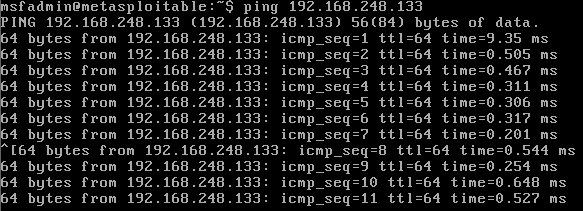 msfadmin@metasploitable:~$ ping 192.168.248.133
PING 192.168.248.133 (192.168.248.133) 56(84) bytes of data.
64 bytes from 192.168.248.133: icmp_seq=1 ttl=64 time=9.35 ms
64 bytes from 192.168.248.133: icmp_seq=2 ttl=64 time=0.505 ms
64 bytes from 192.168.248.133: icmp_seq=3 ttl=64 time=0.467 ms
64 bytes from 192.168.248.133: icmp_seq=4 ttl=64 time=0.311 ms
64 bytes from 192.168.248.133: icmp_seq=5 ttl=64 time=0.306 ms
64 bytes from 192.168.248.133: icmp_seq=6 ttl=64 time=0.317 ms
64 bytes from 192.168.248.133: icmp_seq=7 ttl=64 time=0.201 ms
^[64 bytes from 192.168.248.133: icmp_seq=8 ttl=64 time=0.544 ms
64 bytes from 192.168.248.133: icmp_seq=9 ttl=64 time=0.254 ms
64 bytes from 192.168.248.133: icmp_seq=10 ttl=64 time=0.648 ms
64 bytes from 192.168.248.133: icmp_seq=11 ttl=64 time=0.527 ms